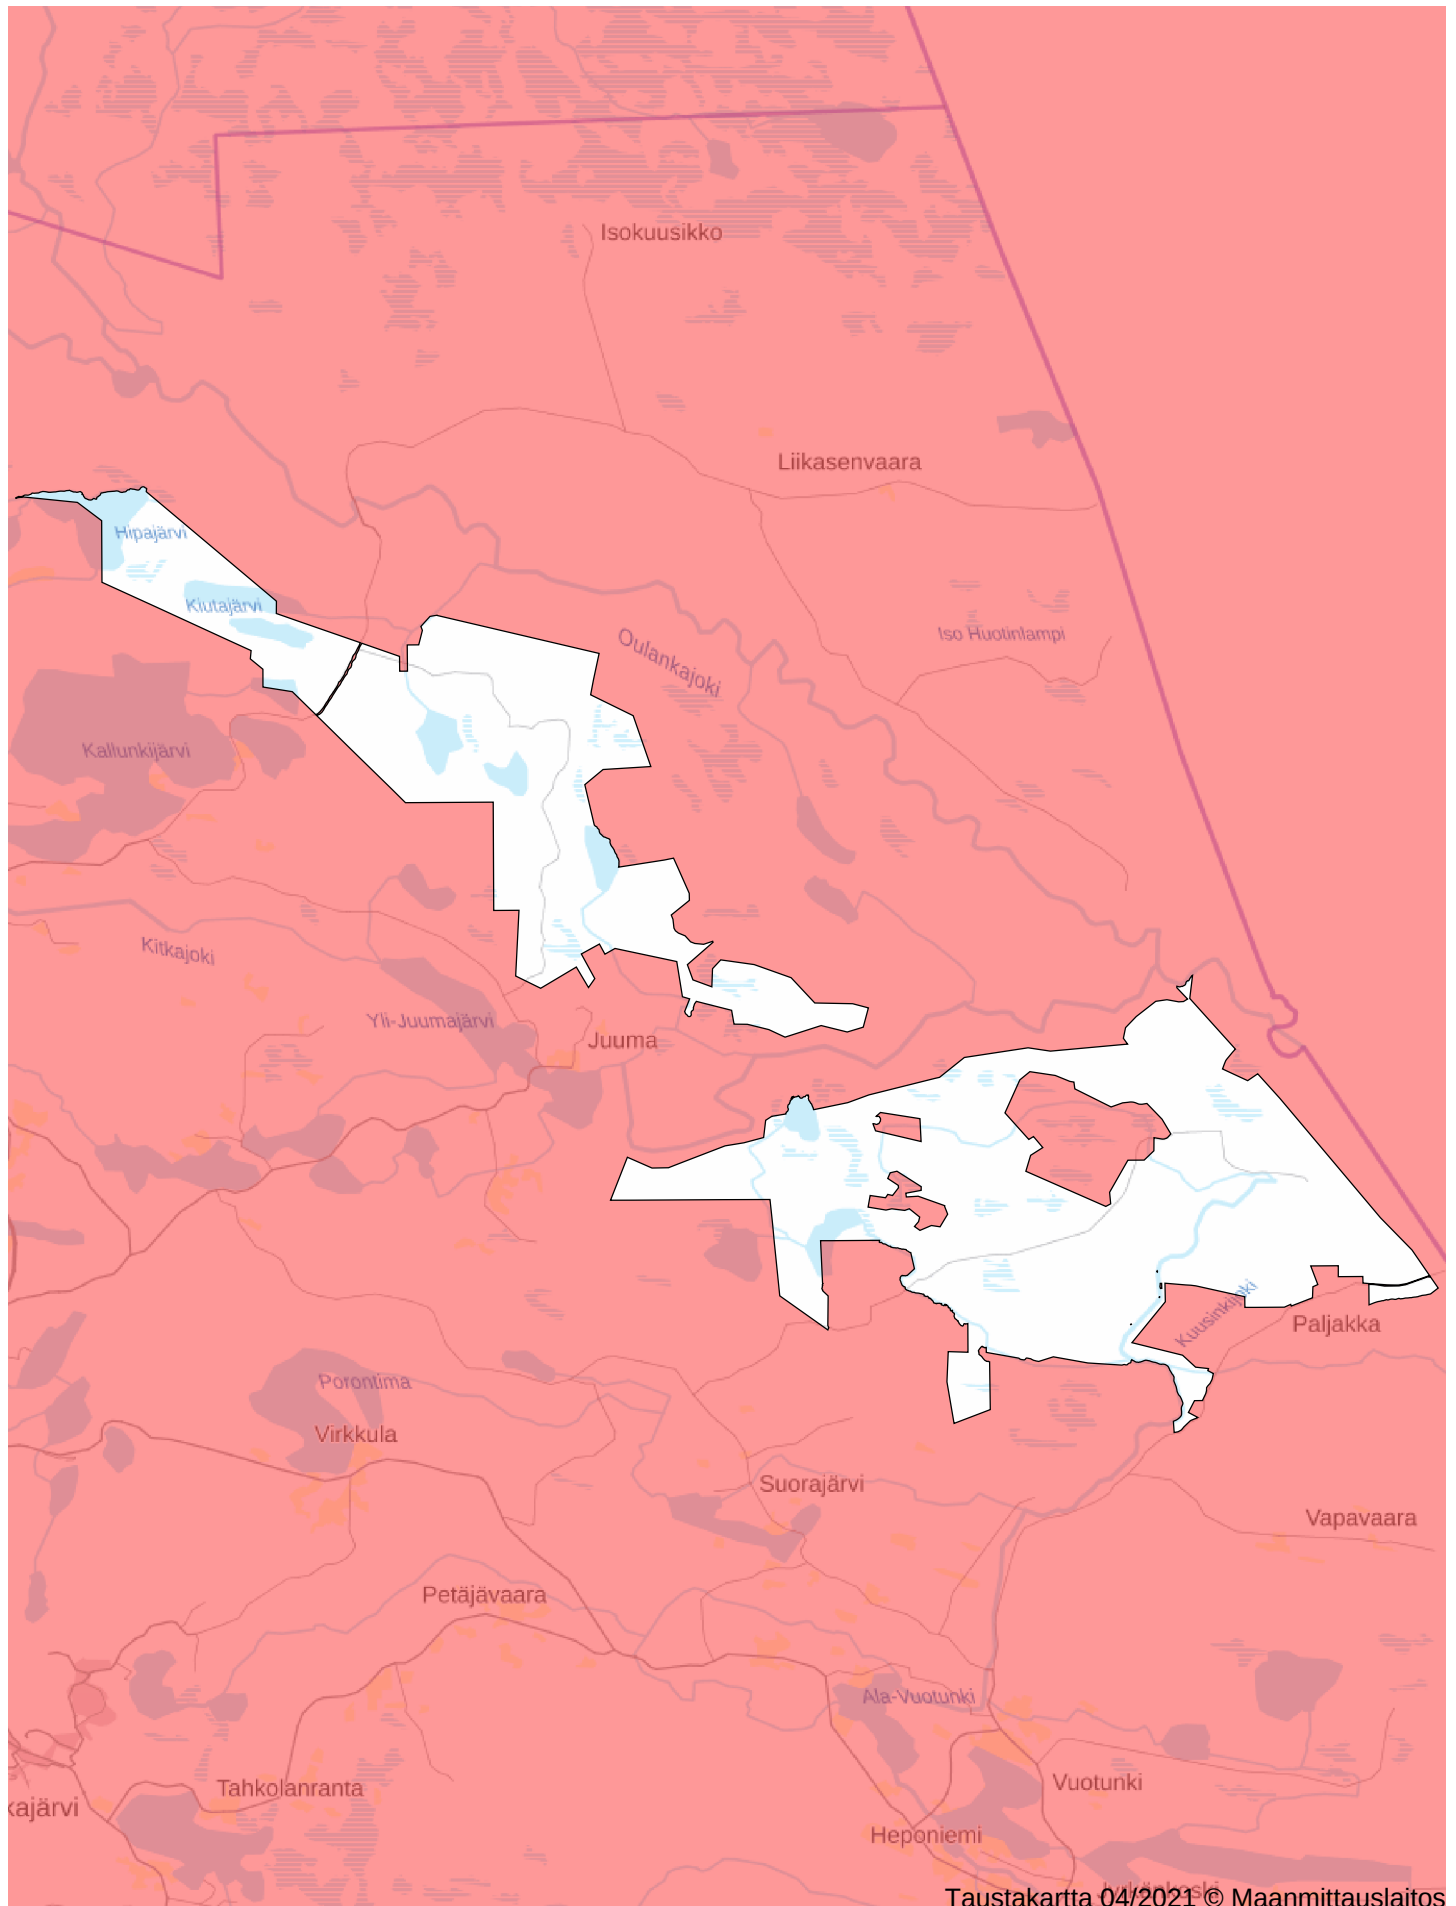 Isokuusikko
Liikasenvaara
Hipajärvi
Kiutajärvi
Iso Huotinlampi
Oulankajoki
Kallunkijärvi
Kitkajoki
Yli-Juumajärvi
Juuma
Kuusinkijoki
Paljakka
Porontima
Virkkula
Suorajärvi
Vapavaara
Petäjävaara
Ala-Vuotunki
Vuotunki
Tahkolanranta
kajärvi
Heponiemi
Jyrkänkoski
Taustakartta 04/2021 © Maanmittauslaitos